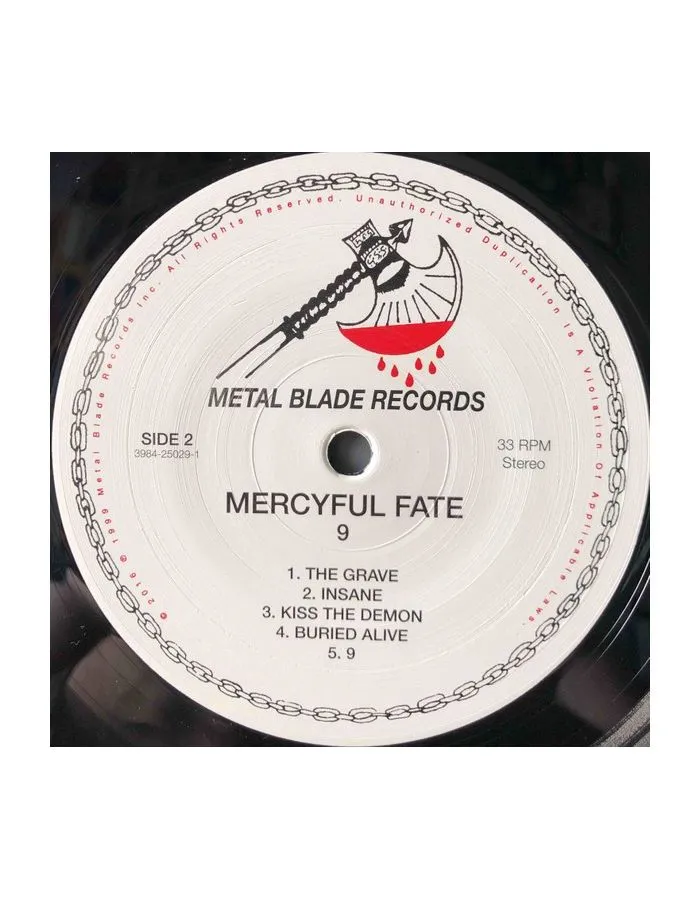 © 2016 ℗ 1999 Metal Blade Records Inc. All Rights Reserved. Unauthorized Duplication Is A Violation Of Applicable Laws.
METAL BLADE RECORDS
SIDE 2
3984-25029-1
33 RPM
Stereo
MERCYFUL FATE
9
1. THE GRAVE
2. INSANE
3. KISS THE DEMON
4. BURIED ALIVE
5. 9